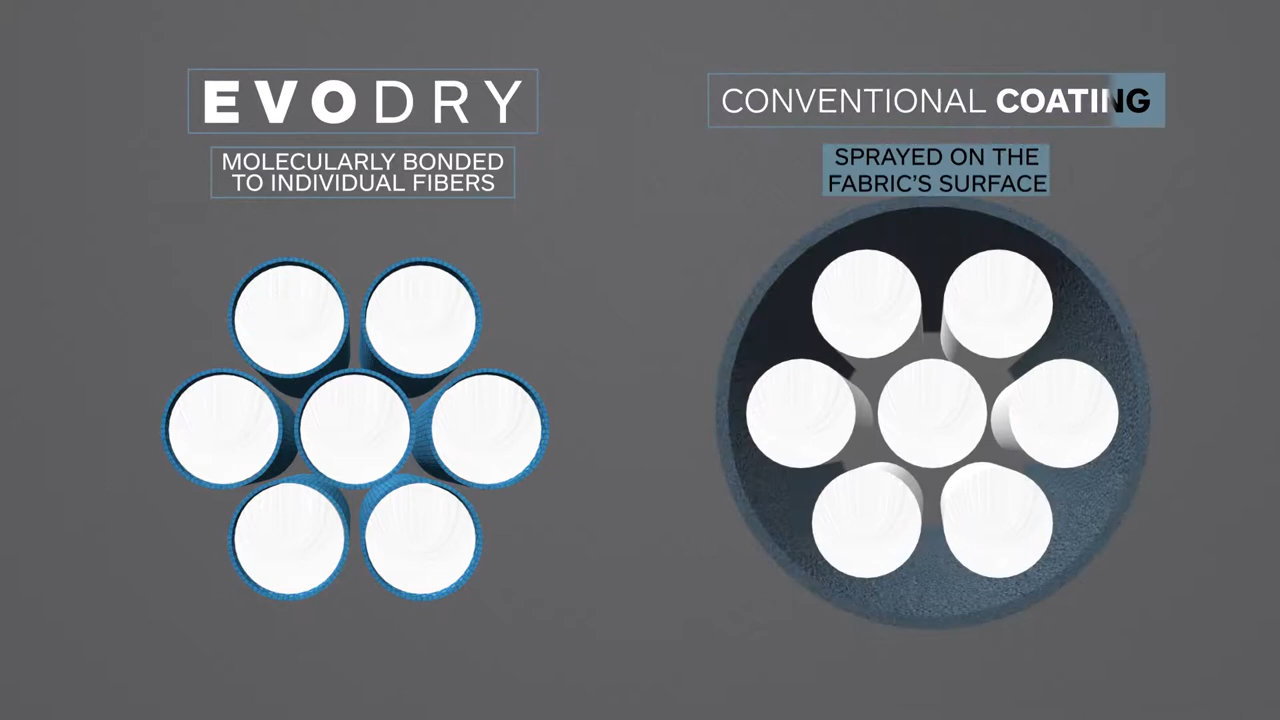 EVODRY
MOLECULARLY BONDED
TO INDIVIDUAL FIBERS
CONVENTIONAL COATING
SPRAYED ON THE
FABRIC'S SURFACE